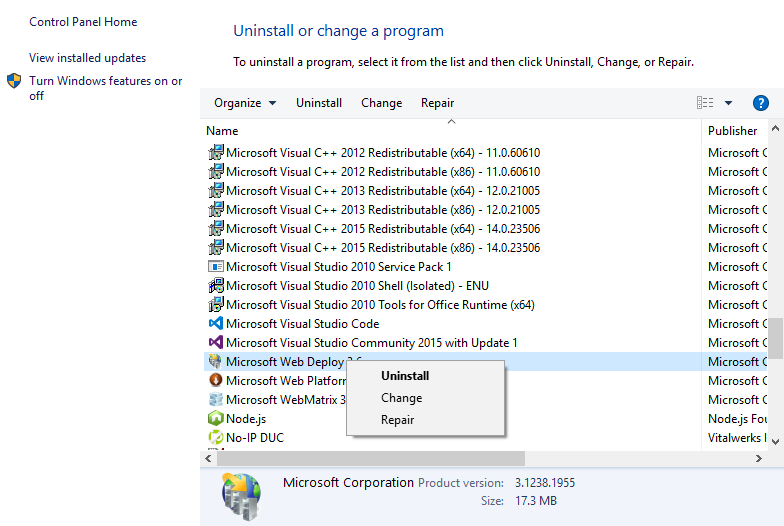 Control Panel Home
View installed updates
Turn Windows features on or
off
Uninstall or change a program
To uninstall a program, select it from the list and then click Uninstall, Change, or Repair.
Organize Uninstall Change Repair
Name Publisher
Microsoft Visual C++ 2012 Redistributable (x64) - 11.0.60610 Microsoft C
Microsoft Visual C++ 2012 Redistributable (x86) - 11.0.60610 Microsoft C
Microsoft Visual C++ 2013 Redistributable (x64) - 12.0.21005 Microsoft C
Microsoft Visual C++ 2013 Redistributable (x86) - 12.0.21005 Microsoft C
Microsoft Visual C++ 2015 Redistributable (x64) - 14.0.23506 Microsoft C
Microsoft Visual C++ 2015 Redistributable (x86) - 14.0.23506 Microsoft C
Microsoft Visual Studio 2010 Service Pack 1 Microsoft C
Microsoft Visual Studio 2010 Shell (Isolated) - ENU Microsoft C
Microsoft Visual Studio 2010 Tools for Office Runtime (x64) Microsoft C
Microsoft Visual Studio Code Microsoft C
Microsoft Visual Studio Community 2015 with Update 1 Microsoft C
Microsoft Web Deploy Microsoft C
Microsoft Web Platform Microsoft C
Microsoft WebMatrix 3 Microsoft C
Node.js Node.js Fou
No-IP DUC Vitalwerks I
Uninstall
Change
Repair
Microsoft Corporation Product version: 3.1238.1955
Size: 17.3 MB